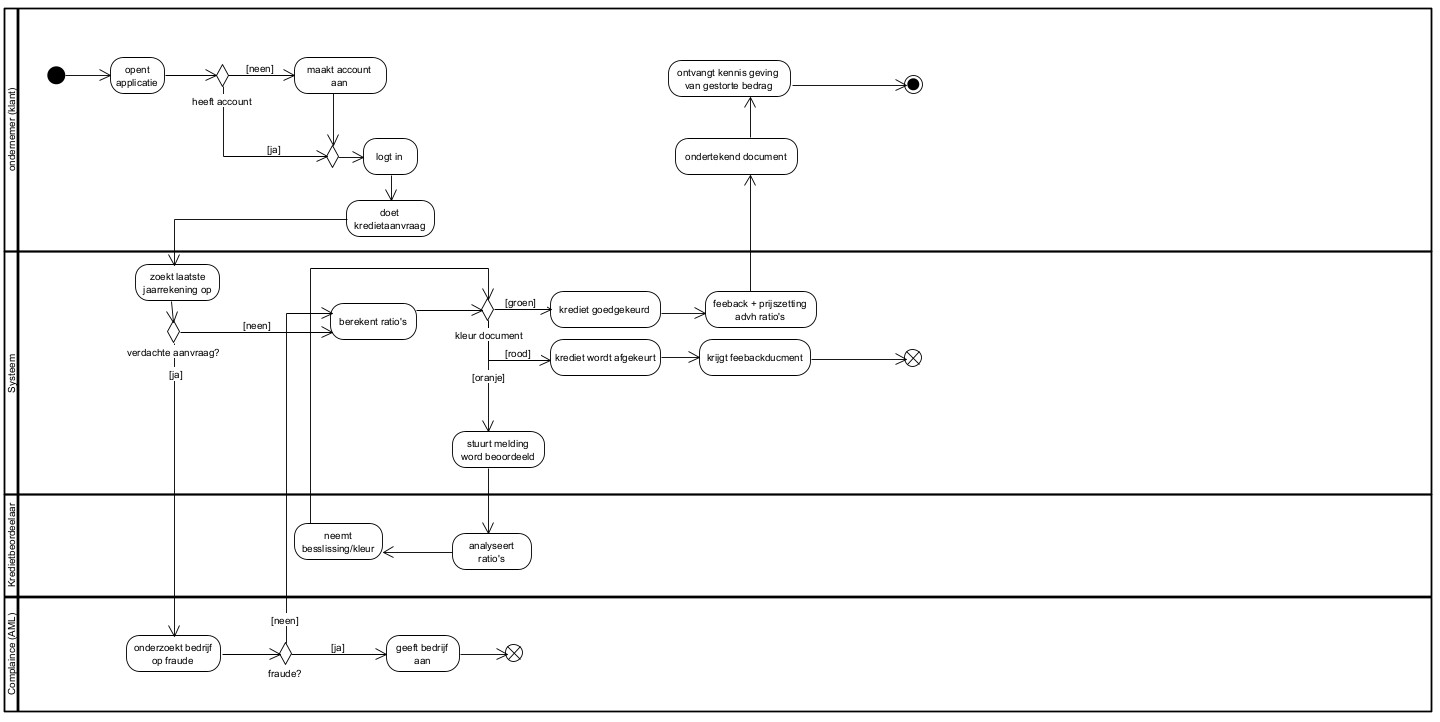 ondernemer (klant)
opent
applicatie
heeft account
[neen]
maakt account
aan
[ja]
logt in
doet
kredietaanvraag
ontvangt kennis geving
van gestorte bedrag
ondertekend document
Systeem
zoekt laatste
jaarrekening op
verdachte aanvraag?
[neen]
[ja]
berekent ratio's
kleur document
[groen]
krediet goedgekeurd
feeback + prijszetting
advh ratio's
[rood]
krediet wordt afgekeurt
krijgt feebackducment
[oranje]
stuurt melding
word beoordeeld
Kredietbeordeelaar
neemt
besslissing/kleur
analyseert
ratio's
Complaince (AML)
onderzoekt bedrijf
op fraude
[neen]
fraude?
[ja]
geeft bedrijf
aan